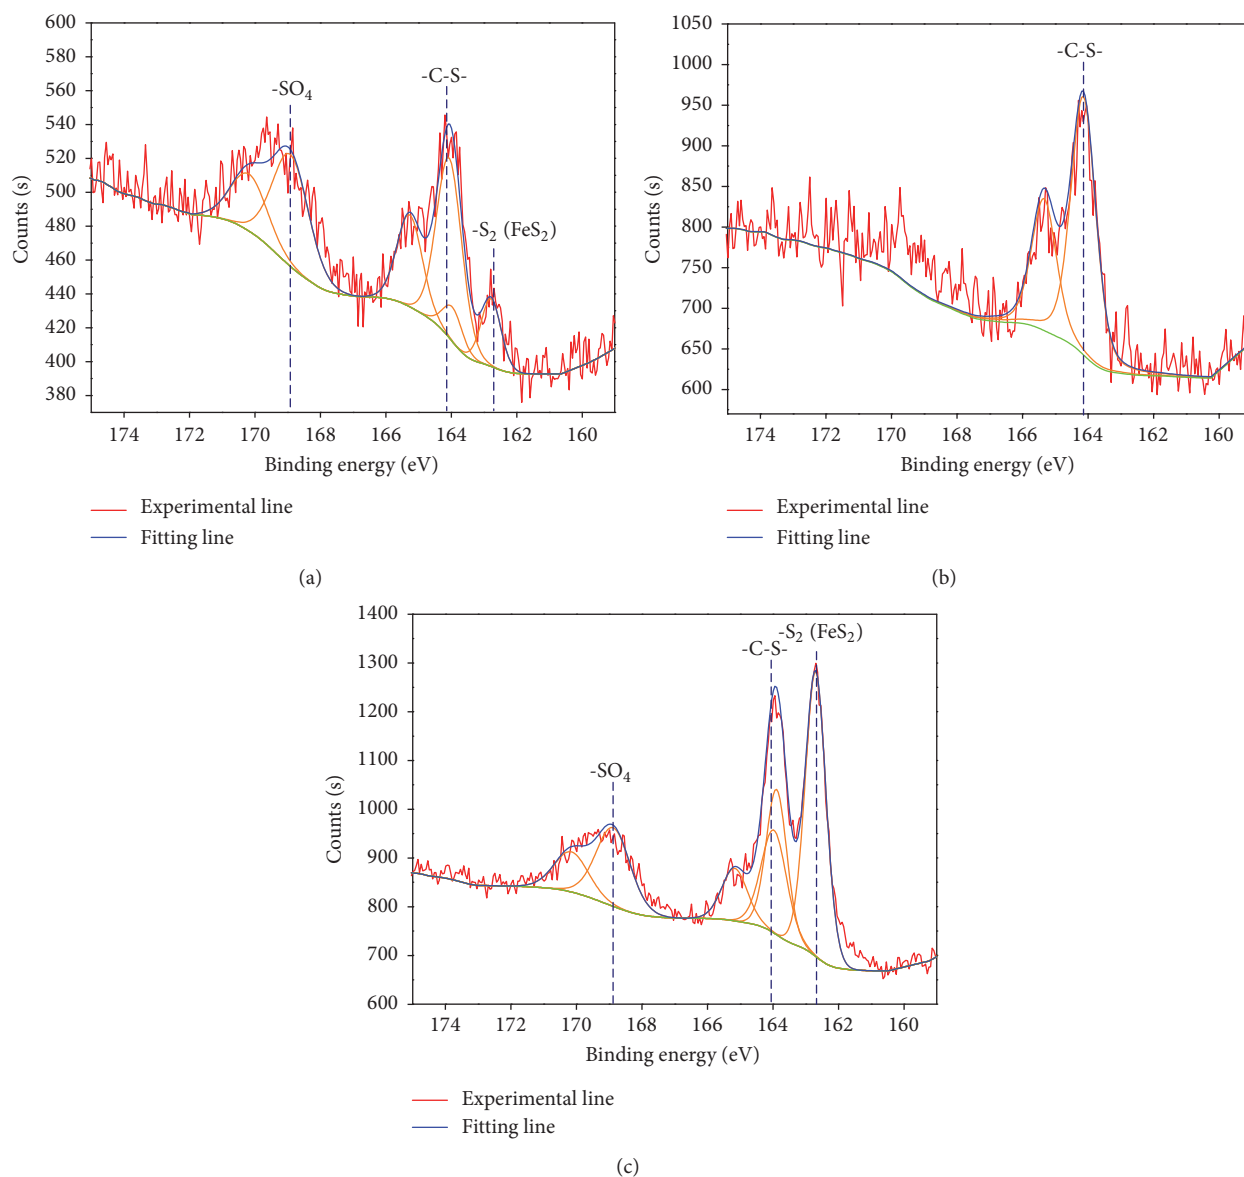 600
580
560
540
520
500
480
460
440
420
400
380
Counts (s)
-SO4
-C-S-
-S2 (FeS2)
174 172 170 169 168 166 164 162 160
Binding energy (eV)
Experimental line
Fitting line
(a)
1050
1000
950
900
850
800
750
700
650
600
Counts (s)
-C-S-
174 172 170 168 166 164 162 160
Binding energy (eV)
Experimental line
Fitting line
(b)
1400
1300
1200
1100
1000
900
800
700
600
Counts (s)
-SO4
-C-S-
-S2 (FeS2)
174 172 170 168 166 164 162 160
Binding energy (eV)
Experimental line
Fitting line
(c)